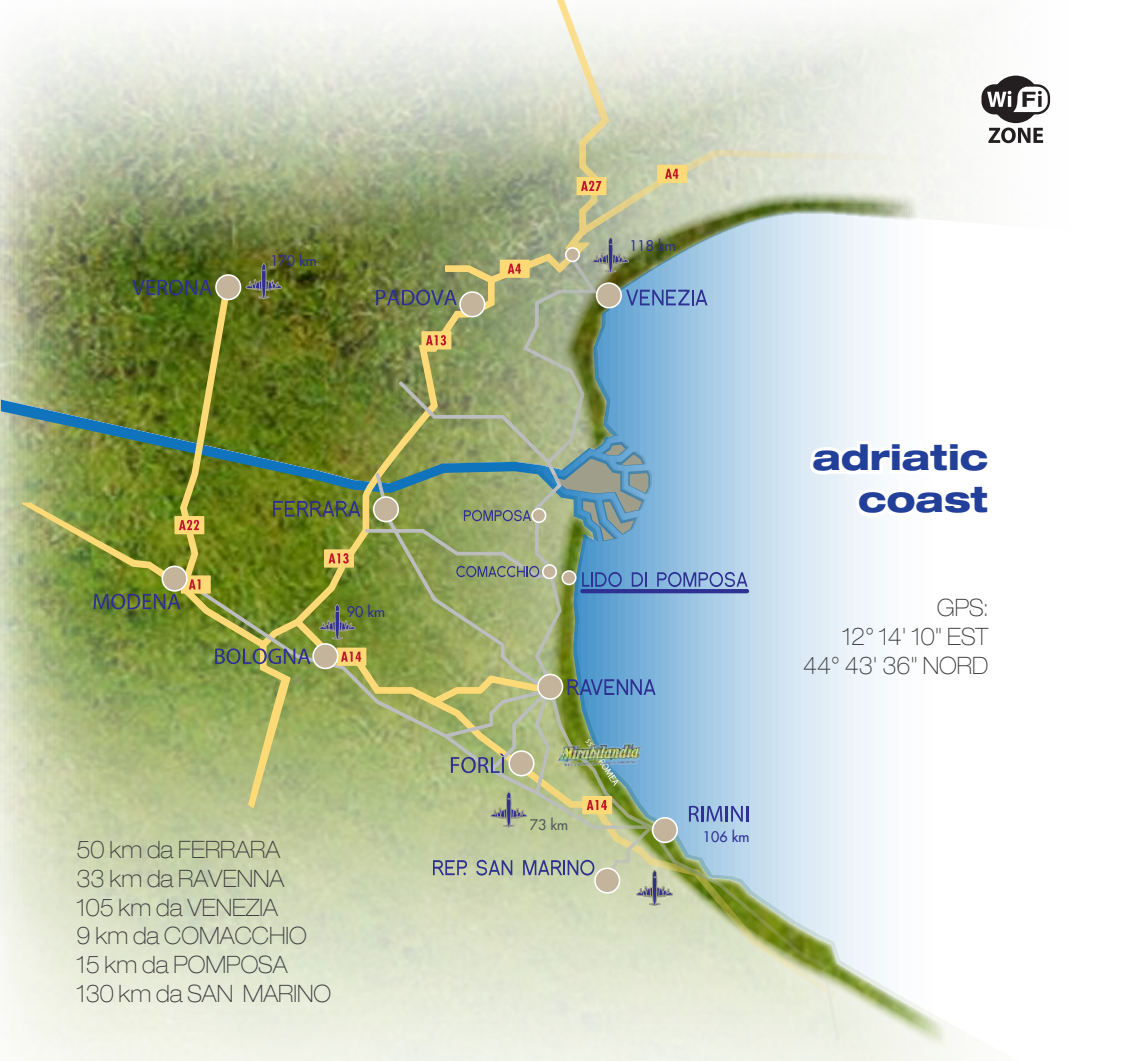 WiFi
ZONE
A27
A4
118 km
170 km
VERONA
A4
PADOVA
VENEZIA
A13
adriatic
coast
FERRARA
POMPOSA
A22
A13
COMACCHIO
LIDO DI POMPOSA
A1
MODENA
GPS:
12° 14' 10" EST
44° 43' 36" NORD
90 km
BOLOGNA
A14
RAVENNA
Mirabilandia
SS
ROMEA
FORLÌ
A14
73 km
RIMINI
106 km
REP. SAN MARINO
50 km da FERRARA
33 km da RAVENNA
105 km da VENEZIA
9 km da COMACCHIO
15 km da POMPOSA
130 km da SAN MARINO